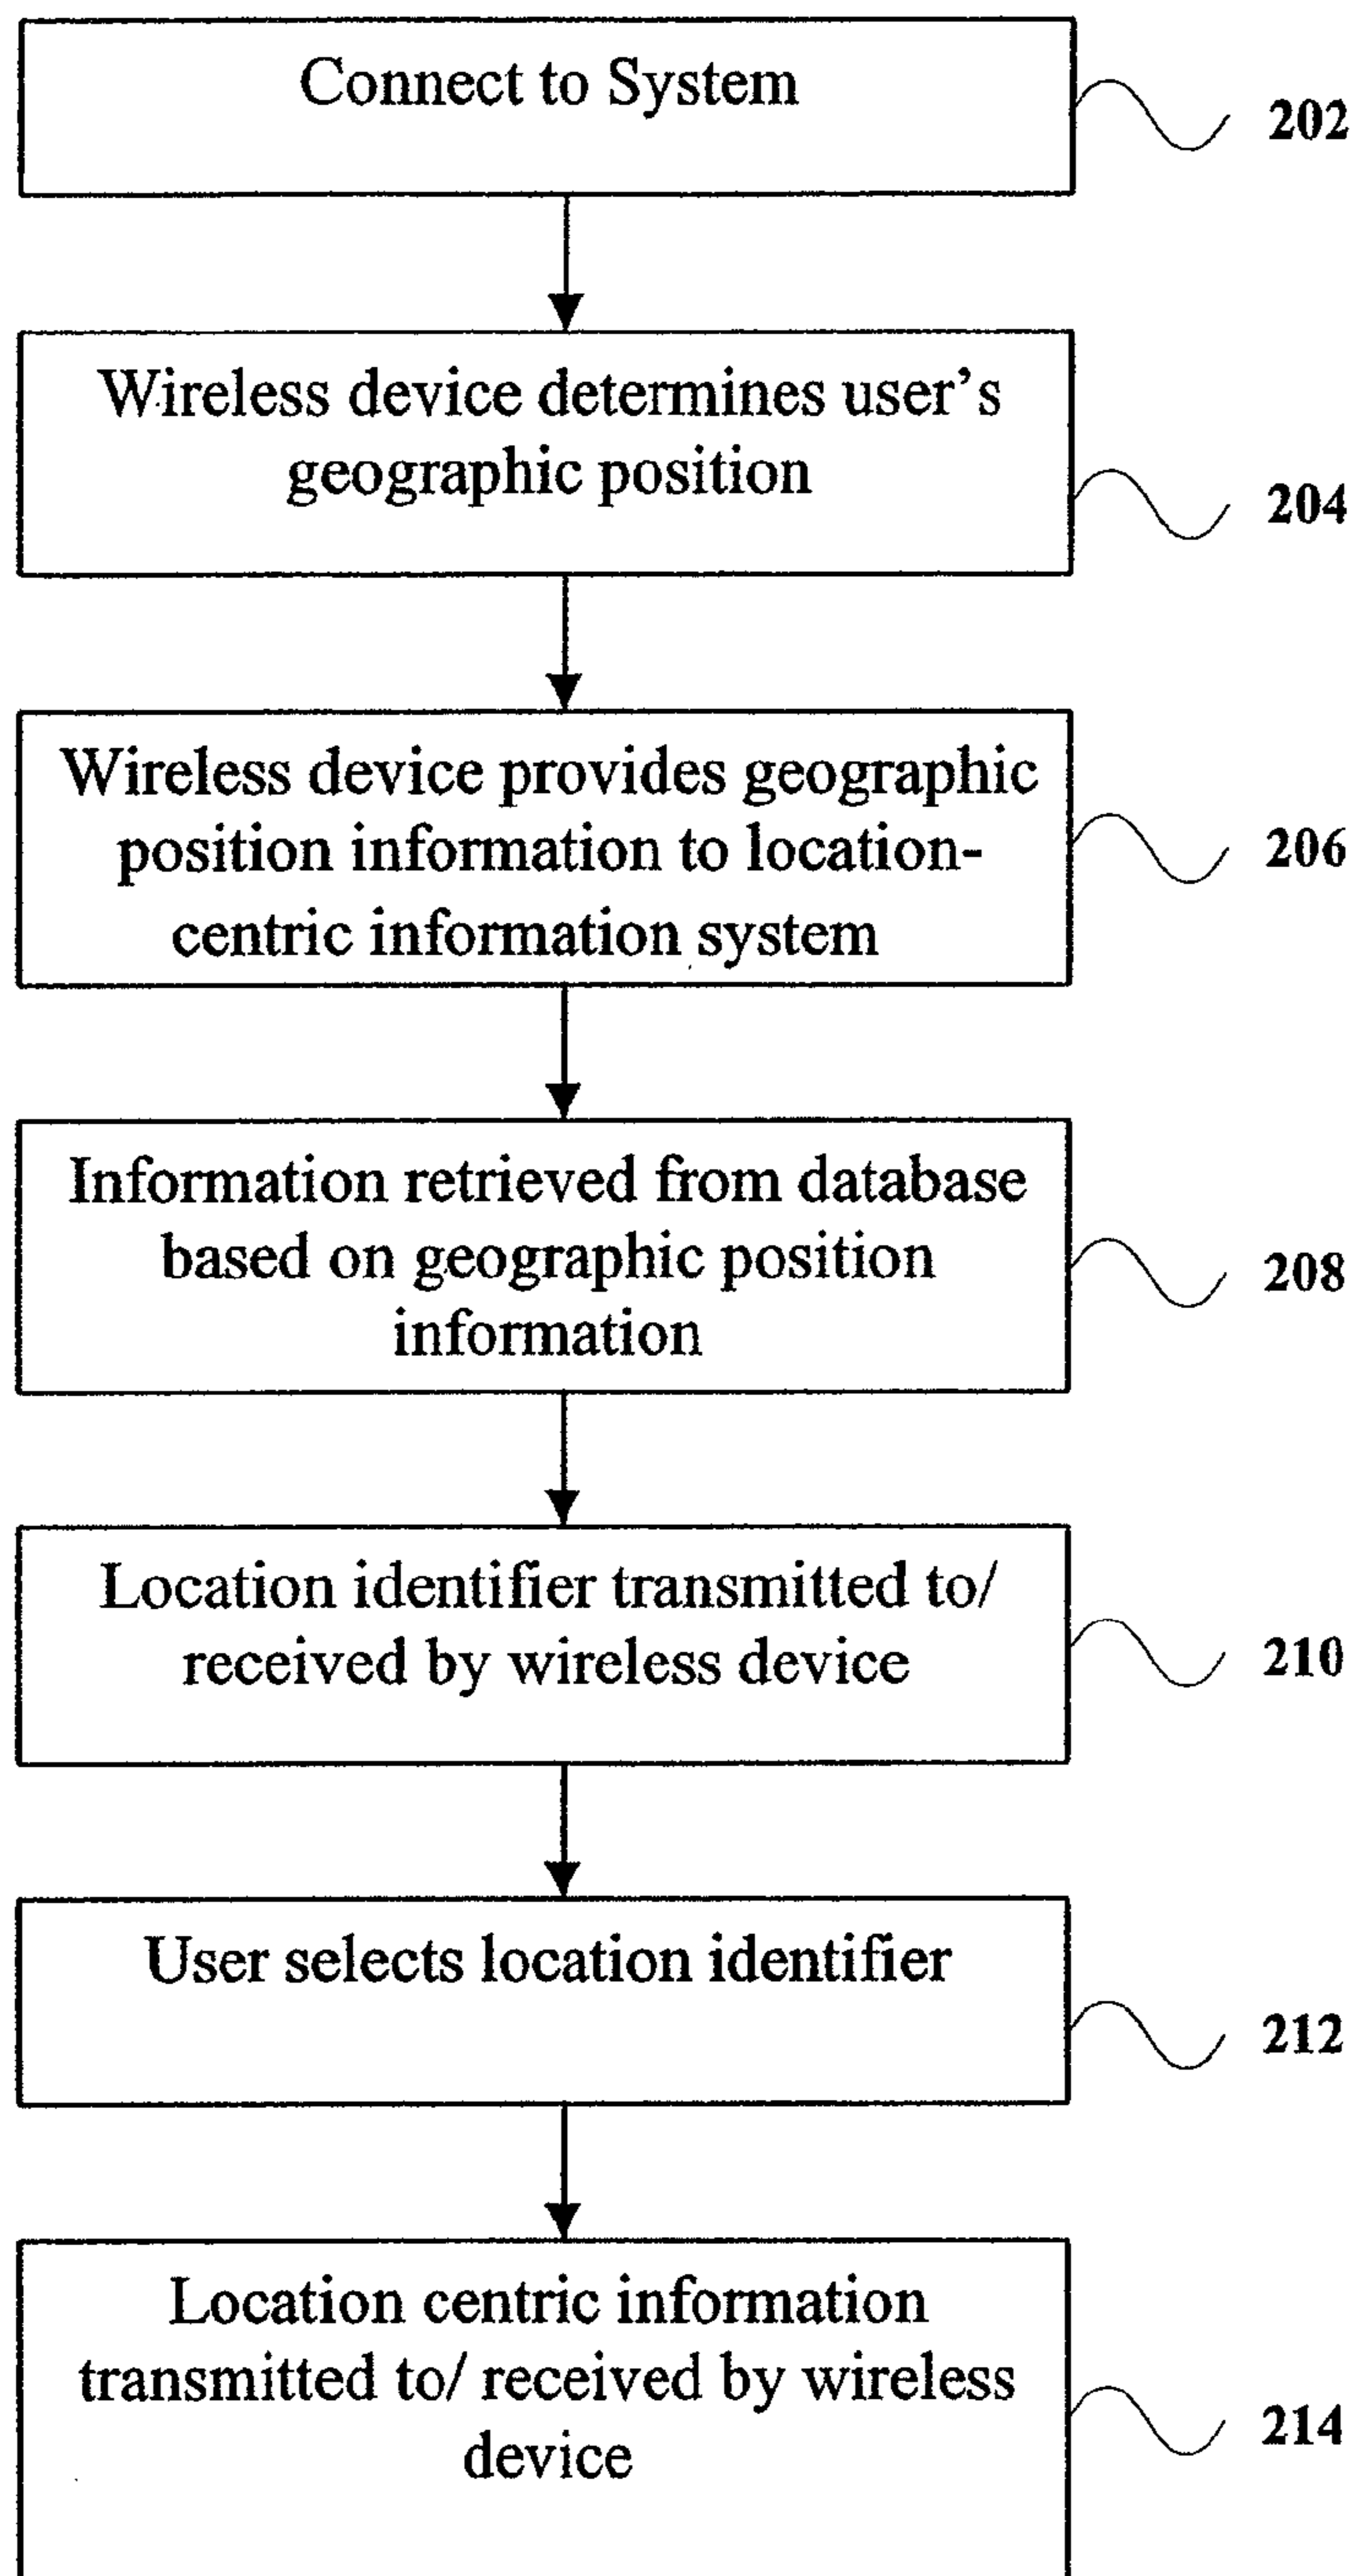 Connect to System
202
Wireless device determines user's
geographic position
204
Wireless device provides geographic
position information to location-
centric information system
206
Information retrieved from database
based on geographic position
information
208
Location identifier transmitted to/
received by wireless device
210
User selects location identifier
212
Location centric information
transmitted to/ received by wireless
device
214